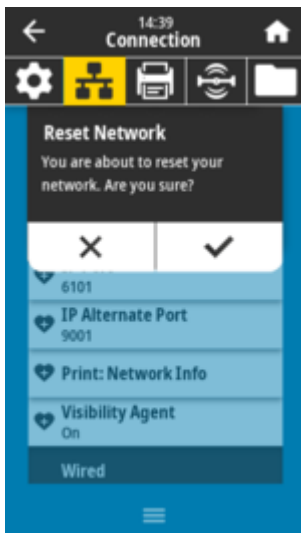 14:39
Connection
Reset Network
You are about to reset your
network. Are you sure?
6101
IP Alternate Port
9001
Print: Network Info
Visibility Agent
On
Wired